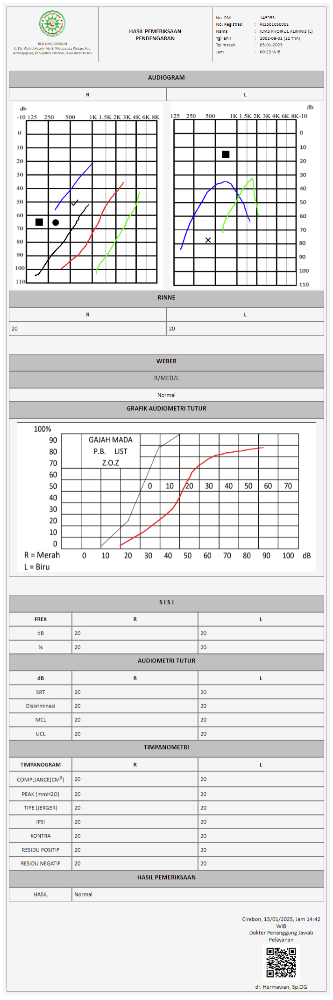 RSU UMC CIREBON
Jl. Kh. Wahid Hasyim No.8, Mertapada Wetan, Kec.
Astanajapura, Kabupaten Cirebon, Jawa Barat 45181
HASIL PEMERIKSAAN
PENDENGARAN
No. RM : 145953
No. Registrasi : RJ2501050002
Nama : ILYAS KHOIRUL ALIMNIS (L)
Tgl lahir : 2002-09-02 (22 Thn)
Tgl masuk : 05-01-2025
Jam : 00:23 WIB
AUDIOGRAM
R L
db
-10 125 250 500 1K 1.5K 2K 3K 4K 6K 8K
0
10
20
30
40
50
60
70
80
90
100
110
db
125 250 500 1K 1.5K 2K 3K 4K 6K 8K -10
0
10
20
30
40
50
60
70
80
90
100
110
RINNE
R L
20 20
WEBER
R/MED/L
Normal
GRAFIK AUDIOMETRI TUTUR
100%
90
80
70
60
50
40
30
20
10
0
GAJAH MADA
P.B. LIST
Z.O.Z
0 10 20 30 40 50 60 70
R = Merah 0 10 20 30 40 50 60 70 80 90 100 dB
L = Biru
S I S I
FREK R L
dB 20 20
% 20 20
AUDIOMETRI TUTUR
dB R L
SRT 20 20
Diskriminasi 20 20
MCL 20 20
UCL 20 20
TIMPANOMETRI
TIMPANOGRAM R L
COMPLIANCE(CM3) 20 20
PEAK (mmH2O) 20 20
TIPE (JERGER) 20 20
IPSI 20 20
KONTRA 20 20
RESIDU POSITIF 20 20
RESIDU NEGATIF 20 20
HASIL PEMERIKSAAN
HASIL Normal
Cirebon, 15/01/2025, Jam 14:42
WIB
Dokter Penanggung Jawab
Pelayanan
dr. Hermawan, Sp.OG